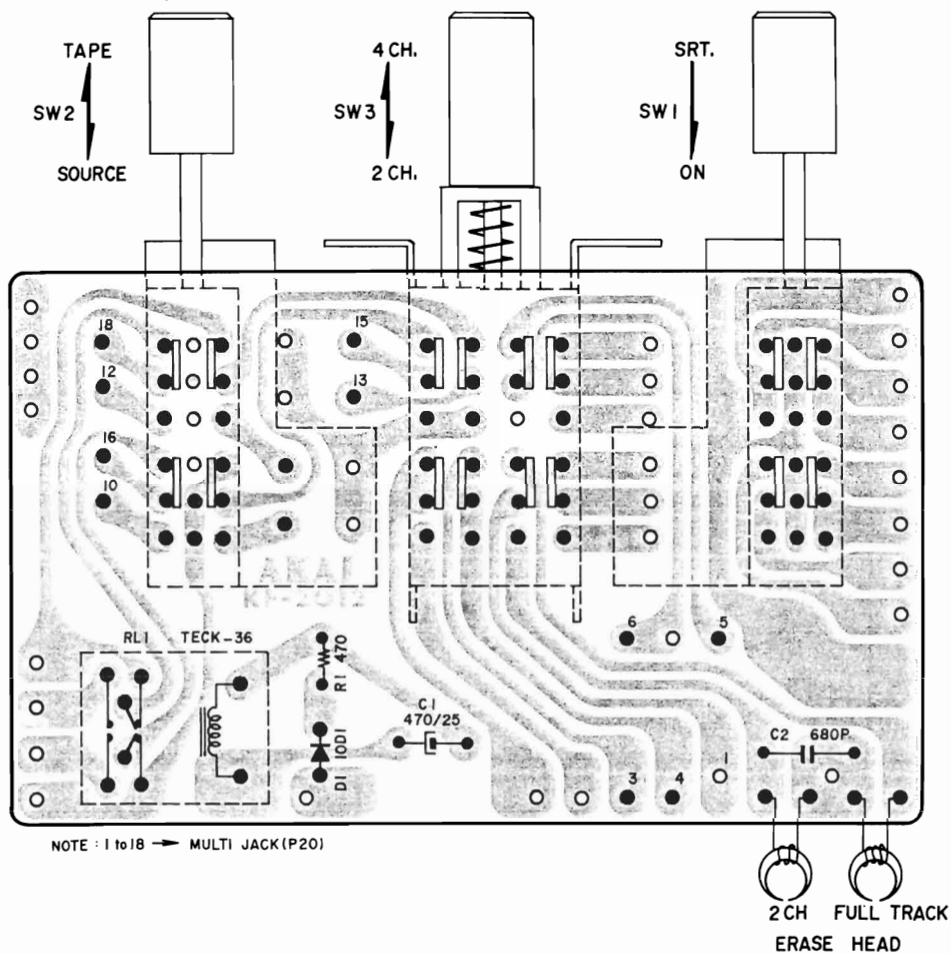 TAPE
SW2
SOURCE
4 CH.
SW3
2 CH.
SRT.
SW1
ON
18
12
16
10
15
13
AKAI
RL1 TECK-36
R1 470
D1 10D1
C1
470/25
6
5
3
4
1
C2 680P
NOTE : 1 to 18 → MULTI JACK (P20)
2 CH FULL TRACK
ERASE HEAD